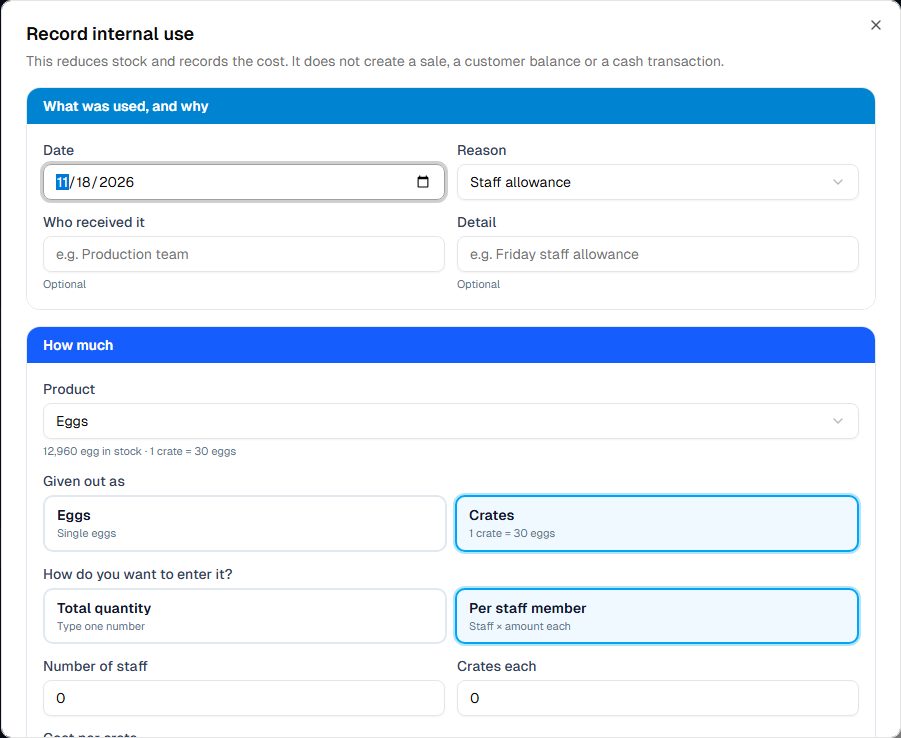 Record internal use
This reduces stock and records the cost. It does not create a sale, a customer balance or a cash transaction.
What was used, and why
Date
Reason
11/18/2026
Staff allowance
Who received it
Detail
e.g. Production team
e.g. Friday staff allowance
Optional
Optional
How much
Product
Eggs
12,960 egg in stock · 1 crate = 30 eggs
Given out as
Eggs
Single eggs
Crates
1 crate = 30 eggs
How do you want to enter it?
Total quantity
Type one number
Per staff member
Staff × amount each
Number of staff
Crates each
0
0
Cost per crate